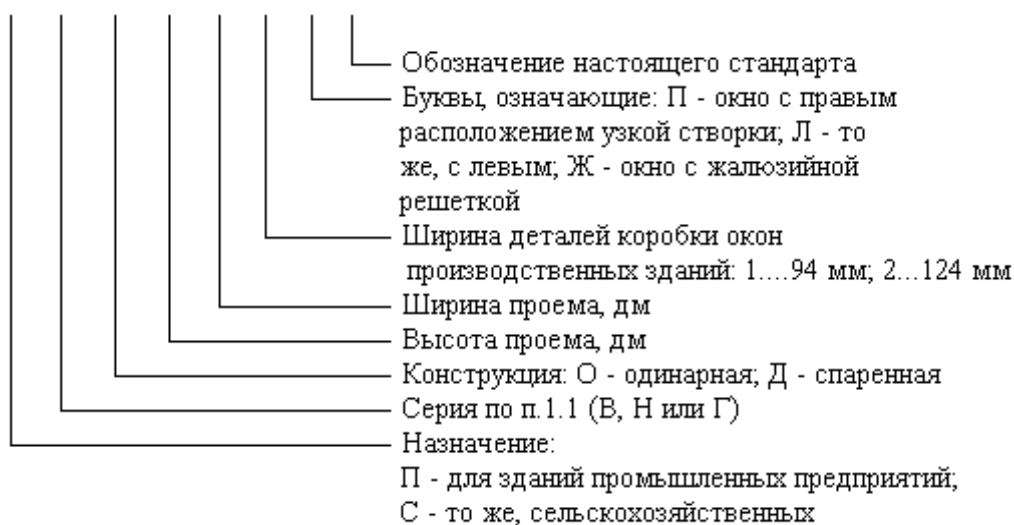 Обозначение настоящего стандарта
Буквы, означающие: П - окно с правым
расположением узкой створки; Л - то
же, с левым; Ж - окно с жалюзийной
решеткой
Ширина деталей коробки окон
производственных зданий: 1....94 мм; 2...124 мм
Ширина проема, дм
Высота проема, дм
Конструкция: О - одинарная; Д - спаренная
Серия по п.1.1 (В, Н или Г)
Назначение:
П - для зданий промышленных предприятий;
С - то же, сельскохозяйственных